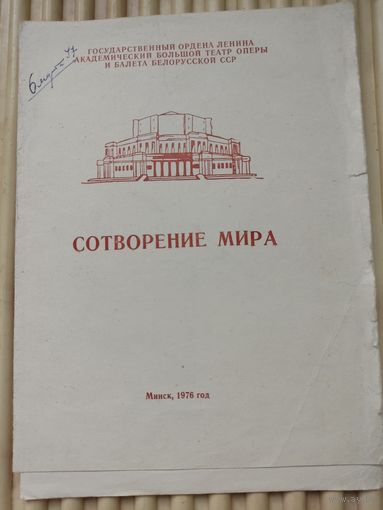 ГОСУДАРСТВЕННЫЙ ОРДЕНА ЛЕНИНА
АКАДЕМИЧЕСКИЙ БОЛЬШОЙ ТЕАТР ОПЕРЫ
И БАЛЕТА БЕЛОРУССКОЙ ССР
СОТВОРЕНИЕ МИРА
Минск, 1976 год